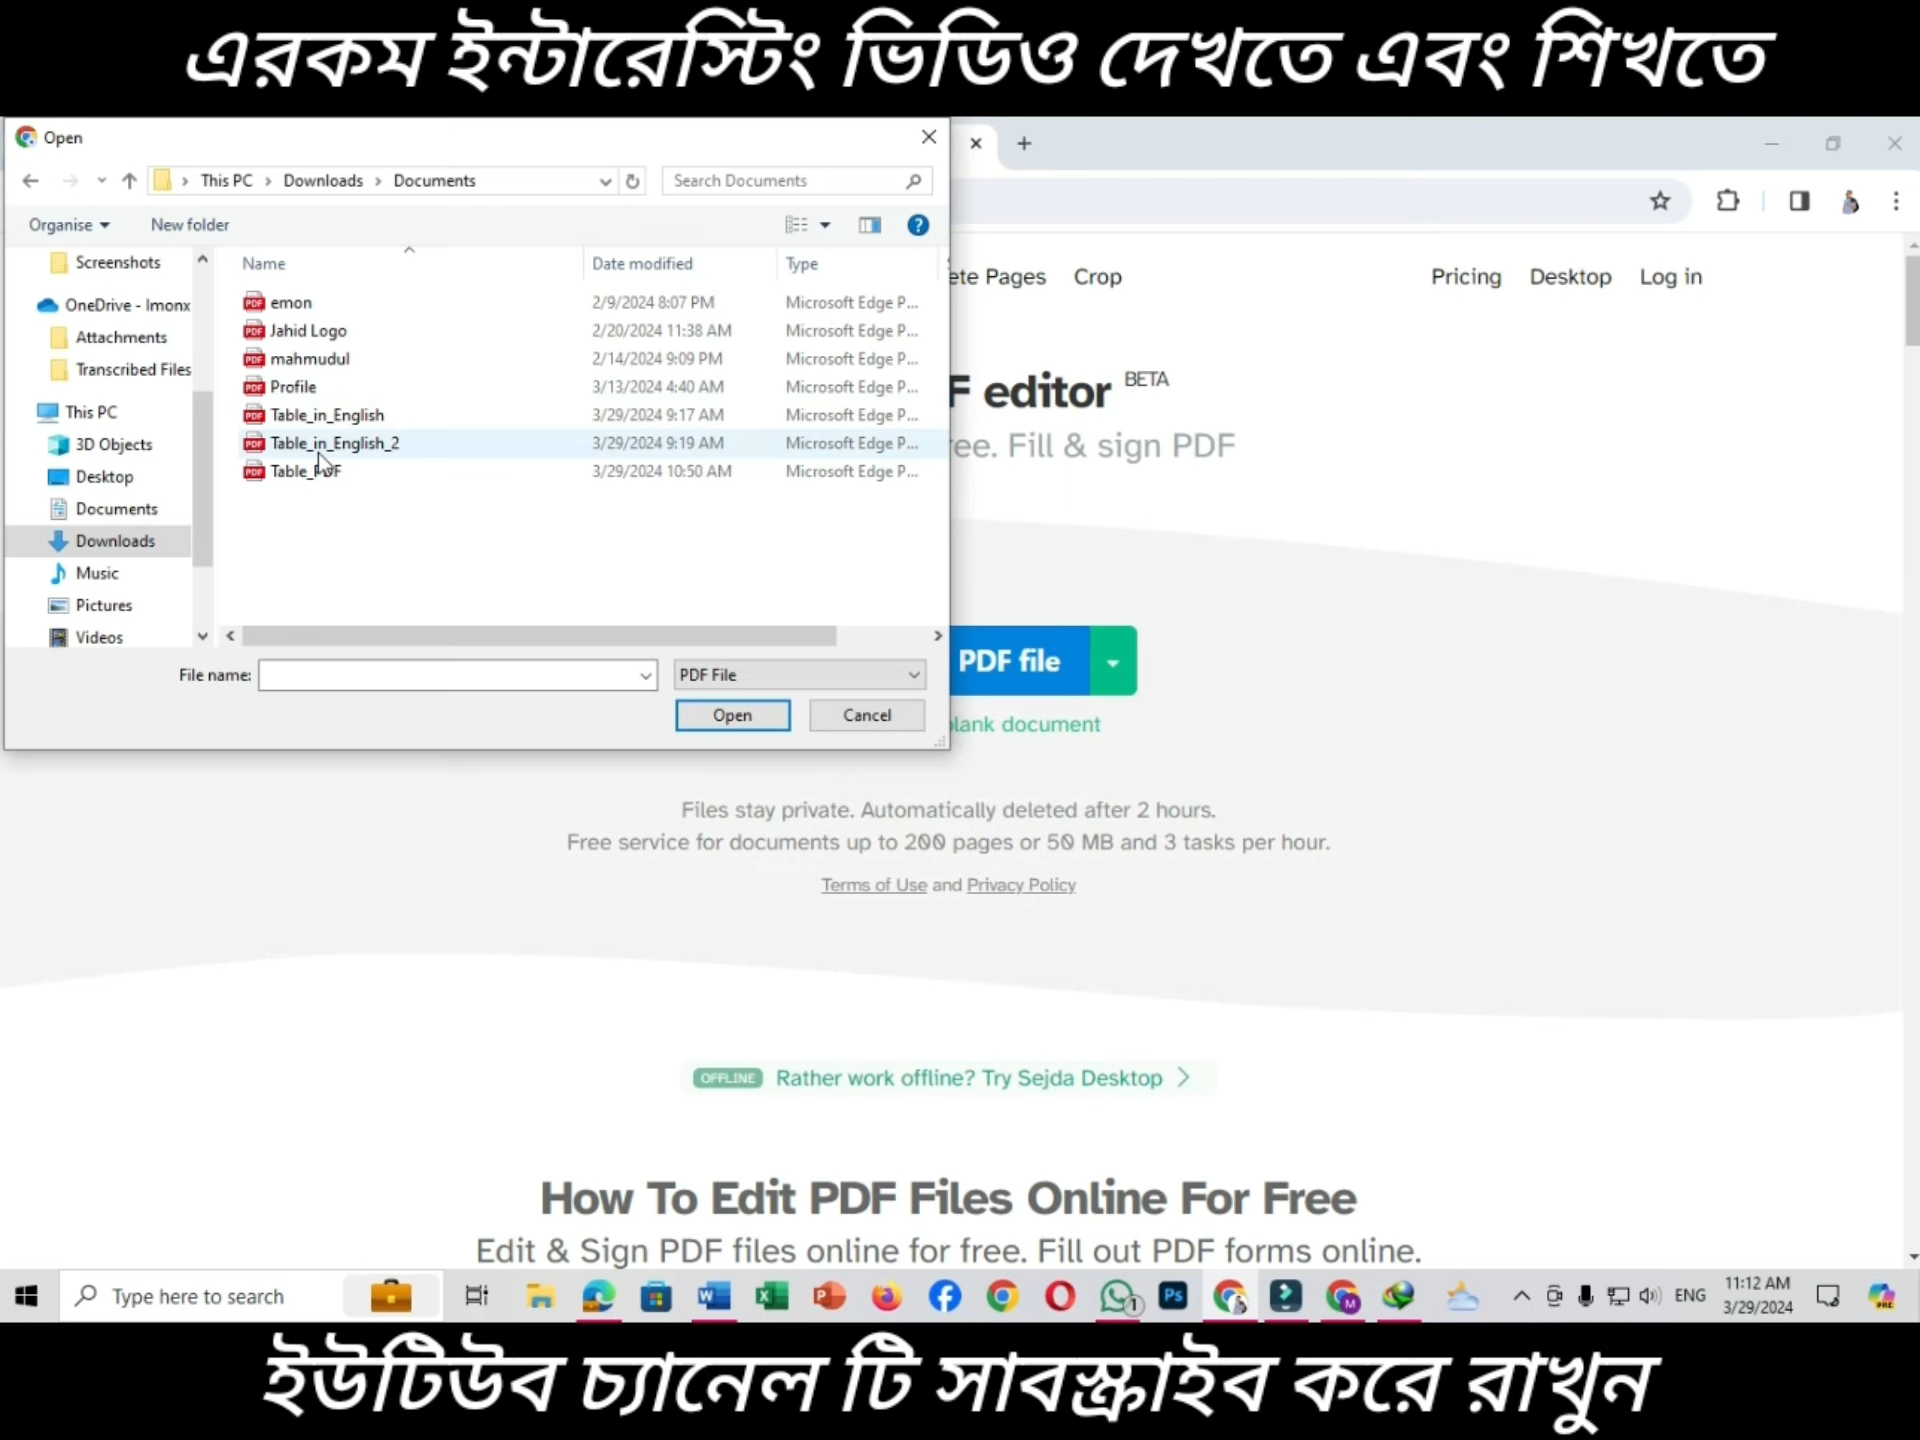 এরকম ইন্টারেস্টিং ভিডিও দেখতে এবং শিখতে
Open
This PC > Downloads > Documents
Search Documents
Organise
New folder
Screenshots
OneDrive - Imonx
Attachments
Transcribed Files
This PC
3D Objects
Desktop
Documents
Downloads
Music
Pictures
Videos
Name Date modified Type
emon 2/9/2024 8:07 PM Microsoft Edge P...
Jahid Logo 2/20/2024 11:38 AM Microsoft Edge P...
mahmudul 2/14/2024 9:09 PM Microsoft Edge P...
Profile 3/13/2024 4:40 AM Microsoft Edge P...
Table_in_English 3/29/2024 9:17 AM Microsoft Edge P...
Table_in_English_2 3/29/2024 9:19 AM Microsoft Edge P...
Table_PDF 3/29/2024 10:50 AM Microsoft Edge P...
File name:
PDF File
Open Cancel
Pages Crop Pricing Desktop Log in
editor BETA
Fill & sign PDF
PDF file
document
Files stay private. Automatically deleted after 2 hours.
Free service for documents up to 200 pages or 50 MB and 3 tasks per hour.
Terms of Use and Privacy Policy
OFFLINE Rather work offline? Try Sejda Desktop
How To Edit PDF Files Online For Free
Edit & Sign PDF files online for free. Fill out PDF forms online.
Type here to search
ENG
11:12 AM
3/29/2024
ইউটিউব চ্যানেল টি সাবস্ক্রাইব করে রাখুন